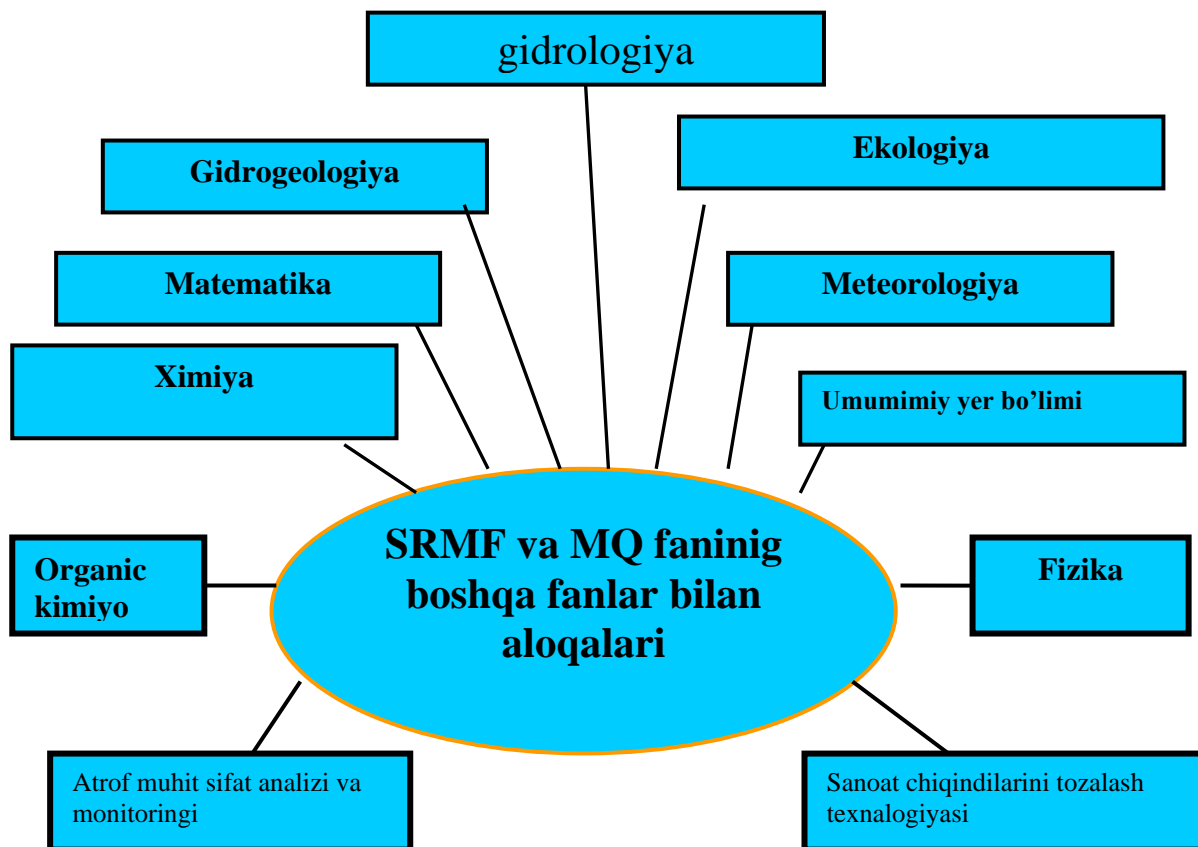 gidrologiya
Gidrogeologiya
Ekologiya
Matematika
Meteorologiya
Ximiya
Umumimiy yer bo’limi
SRMF va MQ faninig
boshqa fanlar bilan
aloqalari
Organic
kimiyo
Fizika
Atrof muhit sifat analizi va
monitoringi
Sanoat chiqindilarini tozalash
texnalogiyasi